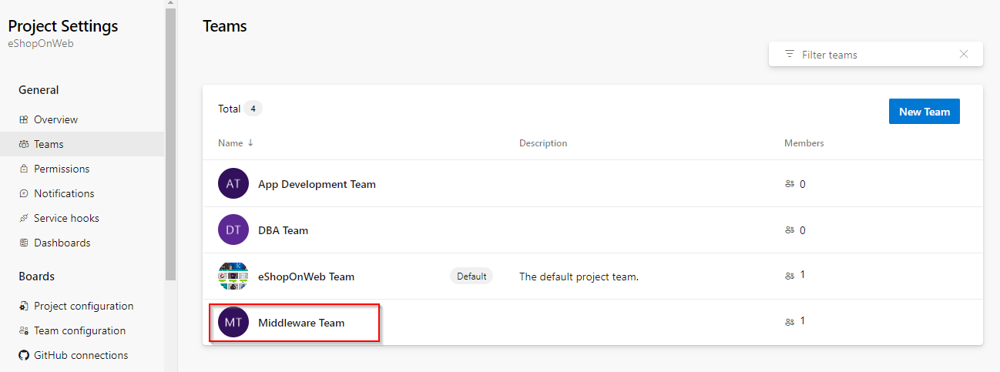 Project Settings
eShopOnWeb
General
Overview
Teams
Permissions
Notifications
Service hooks
Dashboards
Boards
Project configuration
Team configuration
GitHub connections
Teams
Filter teams
Total 4
New Team
Name ↓ Description Members
AT App Development Team 0
DT DBA Team 0
eShopOnWeb Team Default The default project team. 1
MT Middleware Team 1